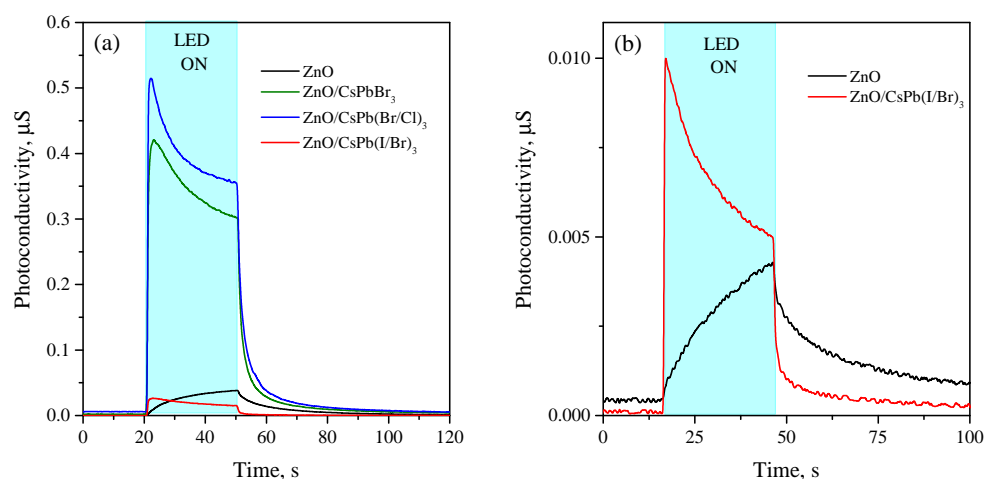 (a)
LED
ON
ZnO
ZnO/CsPbBr₃
ZnO/CsPb(Br/Cl)₃
ZnO/CsPb(I/Br)₃
Photoconductivity, μS
0.6
0.5
0.4
0.3
0.2
0.1
0.0
0 20 40 60 80 100 120
Time, s
(b)
LED
ON
ZnO
ZnO/CsPb(I/Br)₃
Photoconductivity, μS
0.010
0.005
0.000
0 25 50 75 100
Time, s